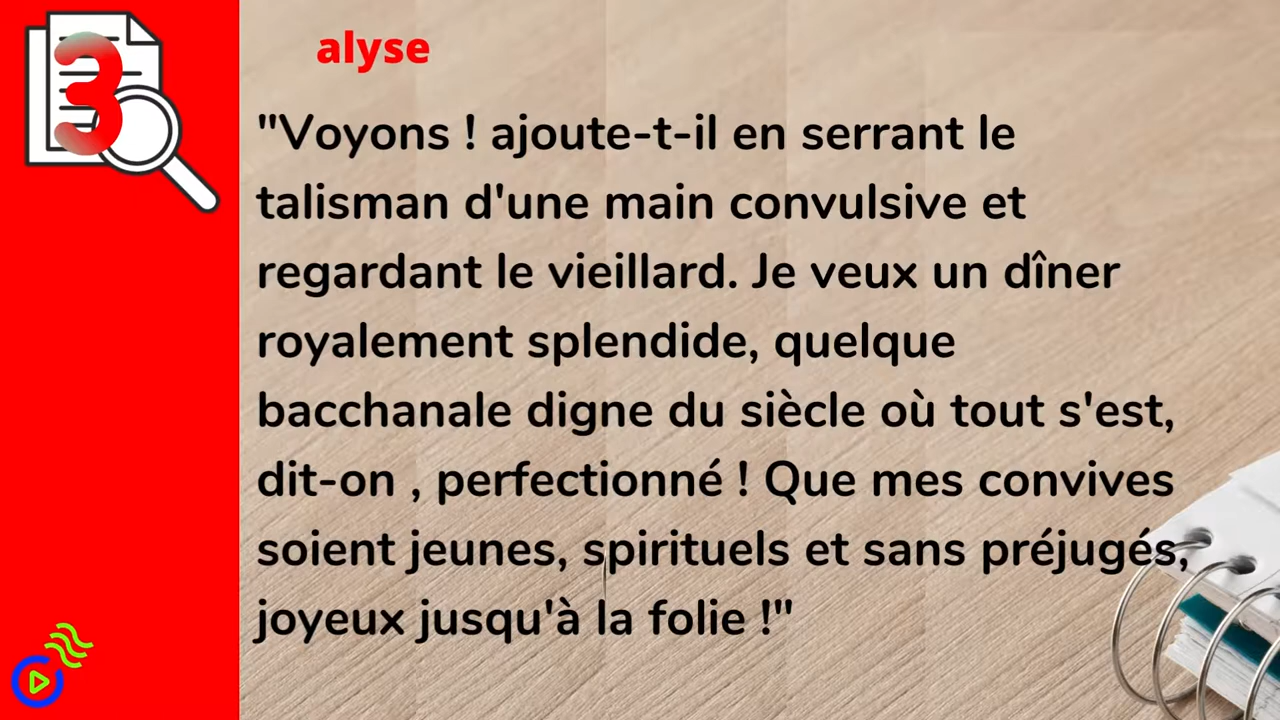 3
alyse
"Voyons ! ajoute-t-il en serrant le
talisman d'une main convulsive et
regardant le vieillard. Je veux un dîner
royalement splendide, quelque
bacchanale digne du siècle où tout s'est,
dit-on , perfectionné ! Que mes convives
soient jeunes, spirituels et sans préjugés,
joyeux jusqu'à la folie !"